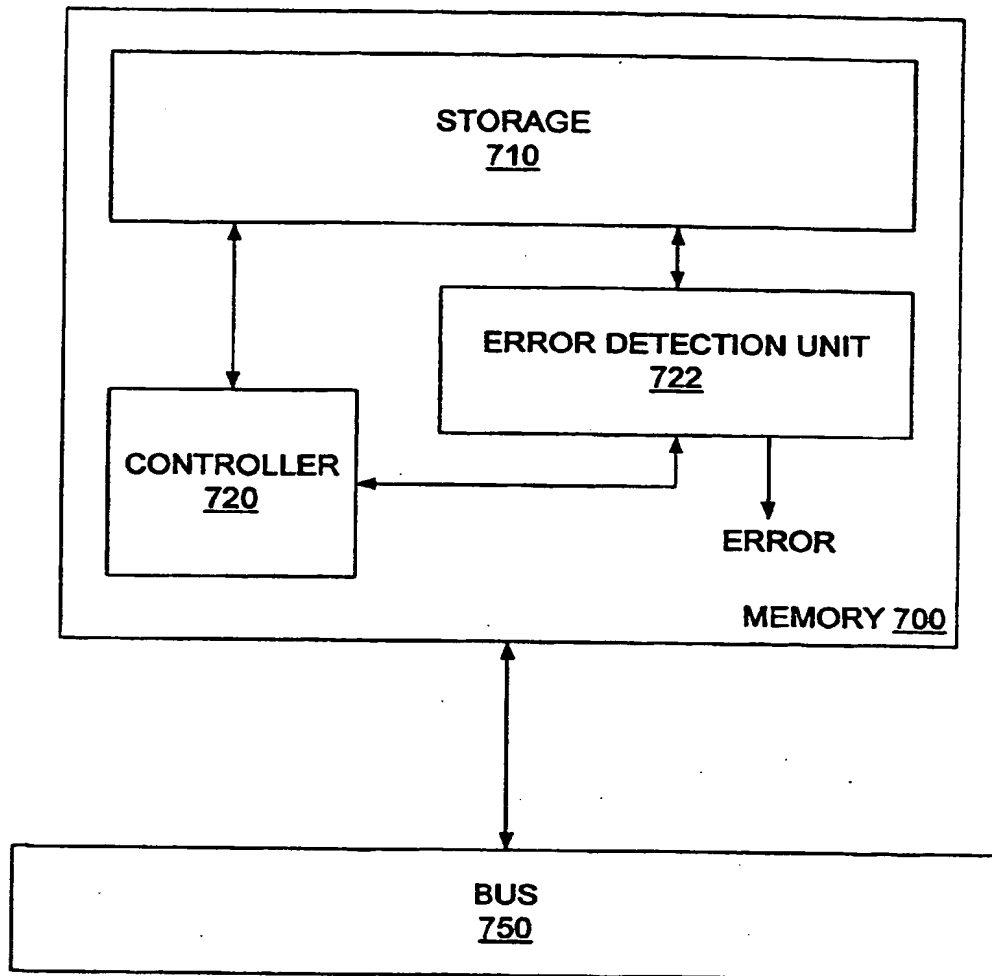 STORAGE
710
ERROR DETECTION UNIT
722
CONTROLLER
720
ERROR
MEMORY 700
BUS
750